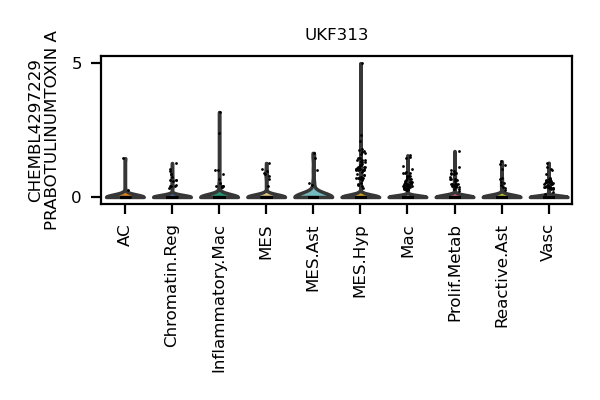 UKF313
CHEMBL4297229
PRABOTULINUMTOXIN A
5
0
AC
Chromatin.Reg
Inflammatory.Mac
MES
MES.Ast
MES.Hyp
Mac
Prolif.Metab
Reactive.Ast
Vasc